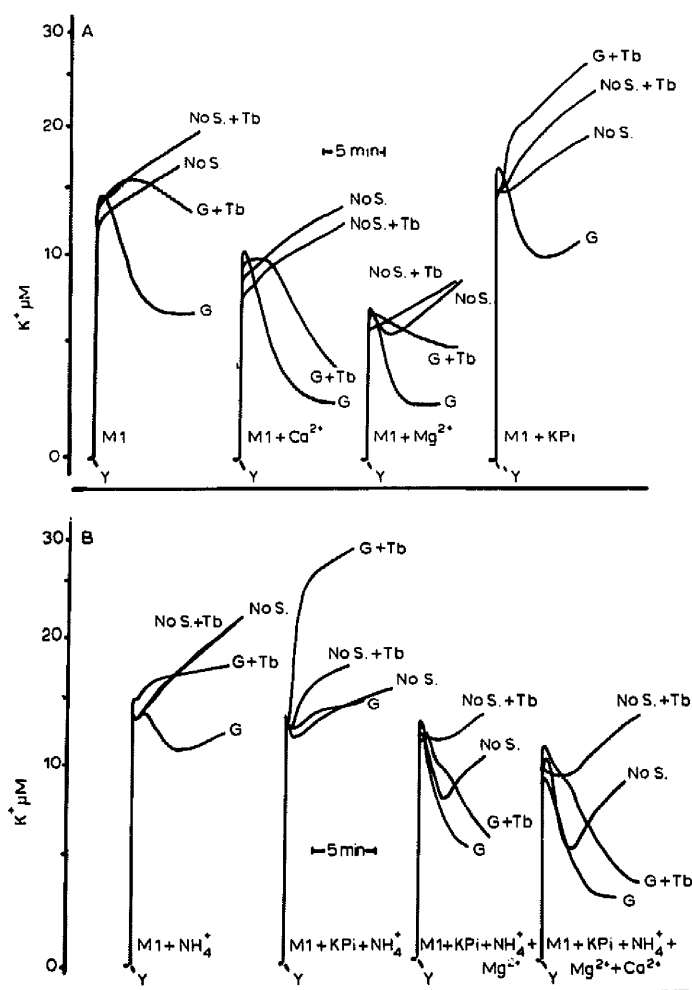 30
A
20
10
0
K⁺ µM
No S. + Tb
No S.
G + Tb
G
M1
Y
5 min
No S.
No S. + Tb
G + Tb
G
M1 + Ca²⁺
Y
No S. + Tb
No S.
G + Tb
G
M1 + Mg²⁺
Y
G + Tb
No S. + Tb
No S.
G
M1 + KPi
Y
30
B
20
10
0
K⁺ µM
No S. + Tb
No S.
G + Tb
G
M1 + NH₄⁺
Y
G + Tb
No S. + Tb
No S.
G
5 min
M1 + KPi + NH₄⁺
Y
No S. + Tb
No S.
G + Tb
G
M1 + KPi + NH₄⁺ +
Mg²⁺
Y
No S. + Tb
No S.
G + Tb
G
M1 + KPi + NH₄⁺ +
Mg²⁺ + Ca²⁺
Y